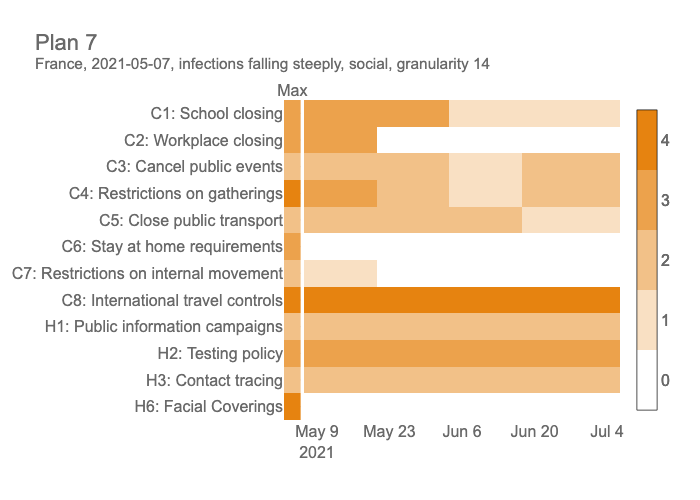 Plan 7
France, 2021-05-07, infections falling steeply, social, granularity 14
Max
C1: School closing
C2: Workplace closing
C3: Cancel public events
C4: Restrictions on gatherings
C5: Close public transport
C6: Stay at home requirements
C7: Restrictions on internal movement
C8: International travel controls
H1: Public information campaigns
H2: Testing policy
H3: Contact tracing
H6: Facial Coverings
4
3
2
1
0
May 9 May 23 Jun 6 Jun 20 Jul 4
2021